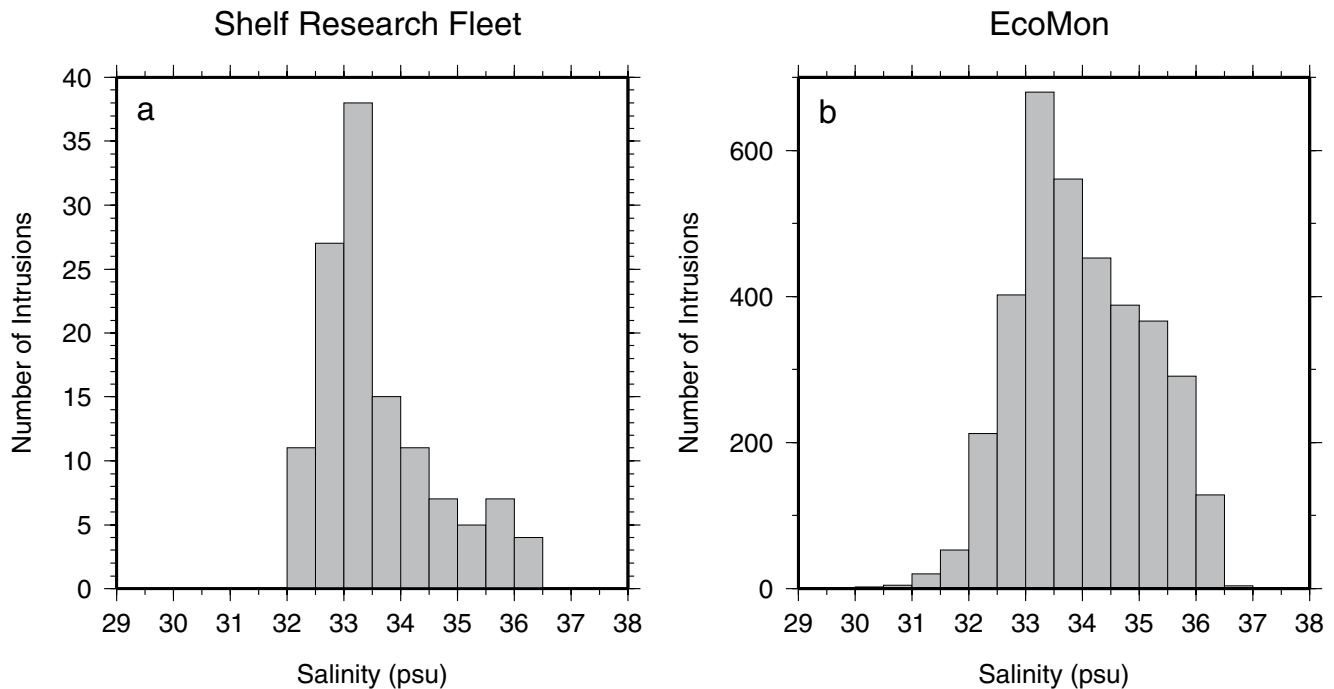 Shelf Research Fleet
EcoMon
a
40
35
30
25
20
15
10
5
0
Number of Intrusions
29 30 31 32 33 34 35 36 37 38
Salinity (psu)
b
600
400
200
0
Number of Intrusions
29 30 31 32 33 34 35 36 37 38
Salinity (psu)